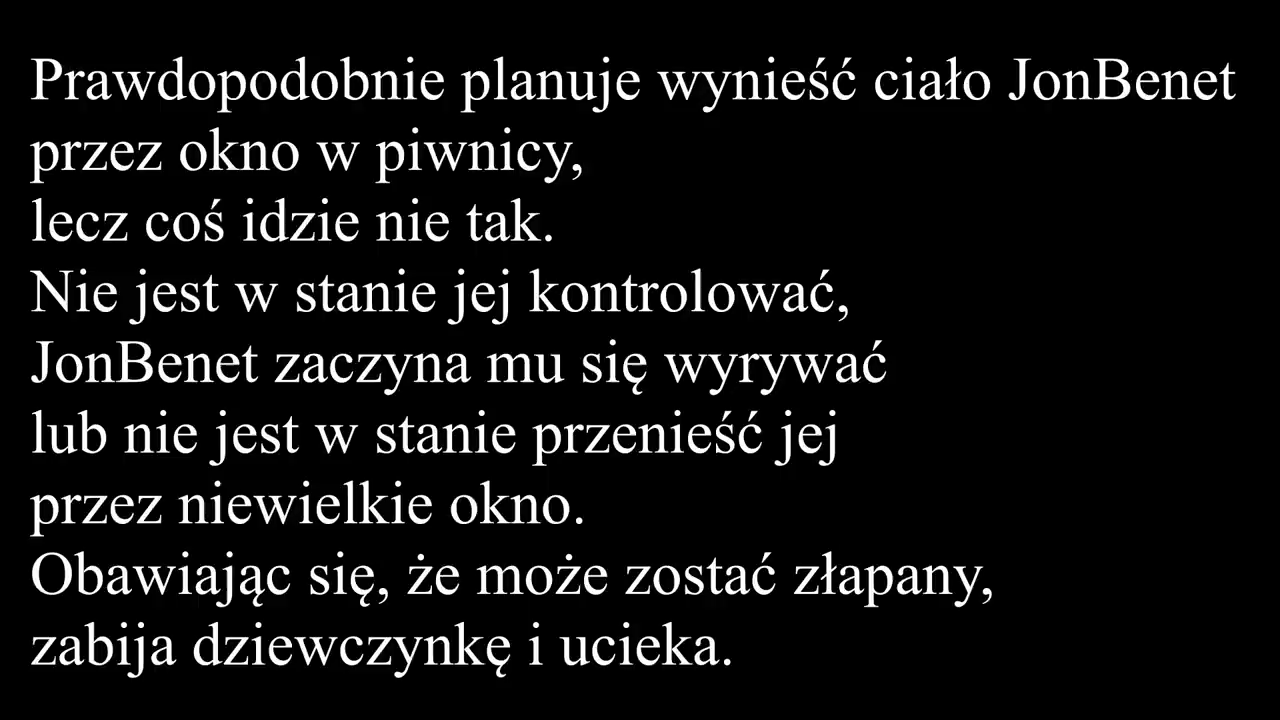 Prawdopodobnie planuje wynieść ciało JonBenet
przez okno w piwnicy,
lecz coś idzie nie tak.
Nie jest w stanie jej kontrolować,
JonBenet zaczyna mu się wyrywać
lub nie jest w stanie przenieść jej
przez niewielkie okno.
Obawiając się, że może zostać złapany,
zabija dziewczynkę i ucieka.